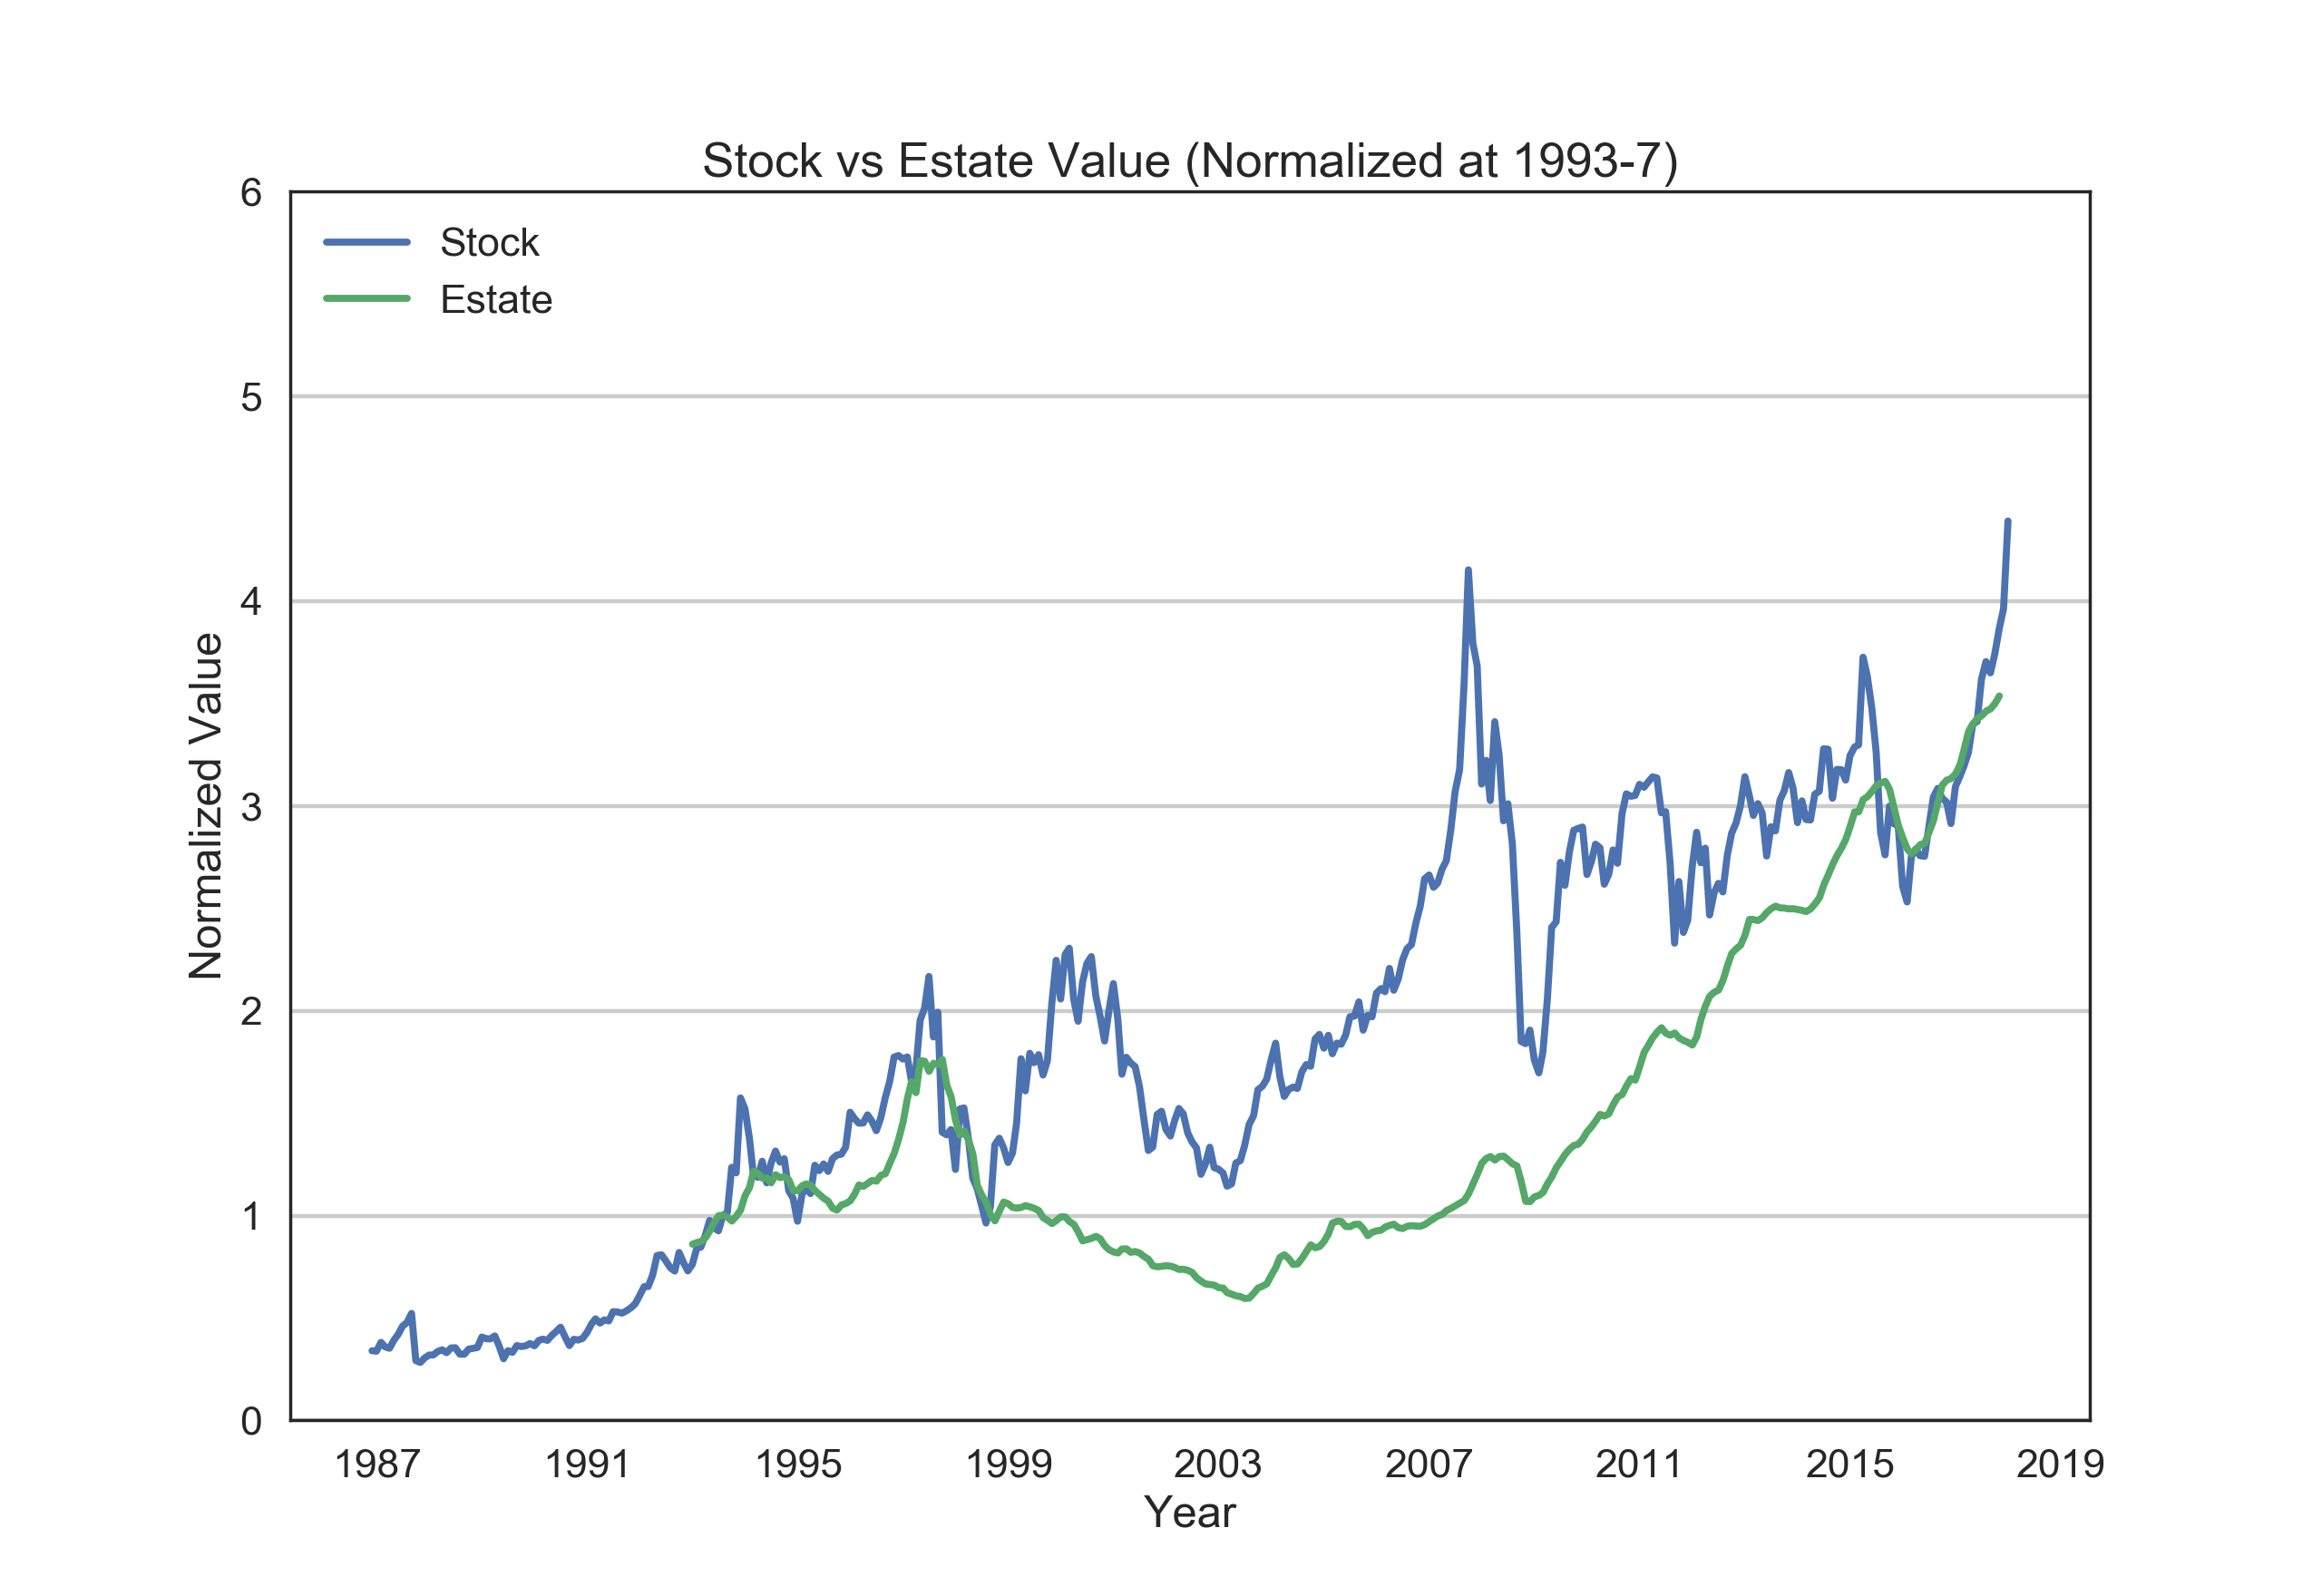 Stock vs Estate Value (Normalized at 1993-7)
6
Stock
Estate
5
4
3
2
1
0
Normalized Value
1987 1991 1995 1999 2003 2007 2011 2015 2019
Year